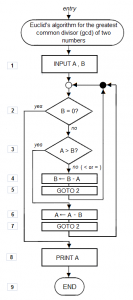 entry
Euclid's algorithm for the greatest
common divisor (gcd) of two
numbers
1
INPUT A , B
2
yes
B = 0?
no
3
yes
A > B?
no
( < or = )
4
B ← B - A
5
GOTO 2
6
A ← A - B
7
GOTO 2
8
PRINT A
9
END